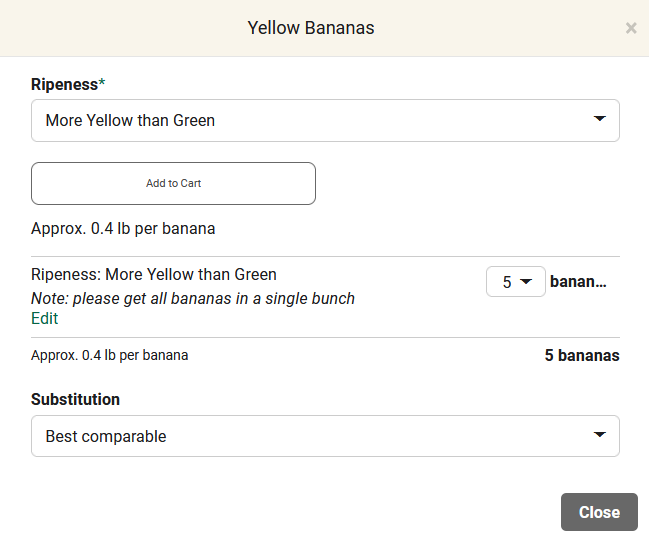 Yellow Bananas ×
Ripeness*
More Yellow than Green
Add to Cart
Approx. 0.4 lb per banana
Ripeness: More Yellow than Green
5 banan...
Note: please get all bananas in a single bunch
Edit
Approx. 0.4 lb per banana 5 bananas
Substitution
Best comparable
Close